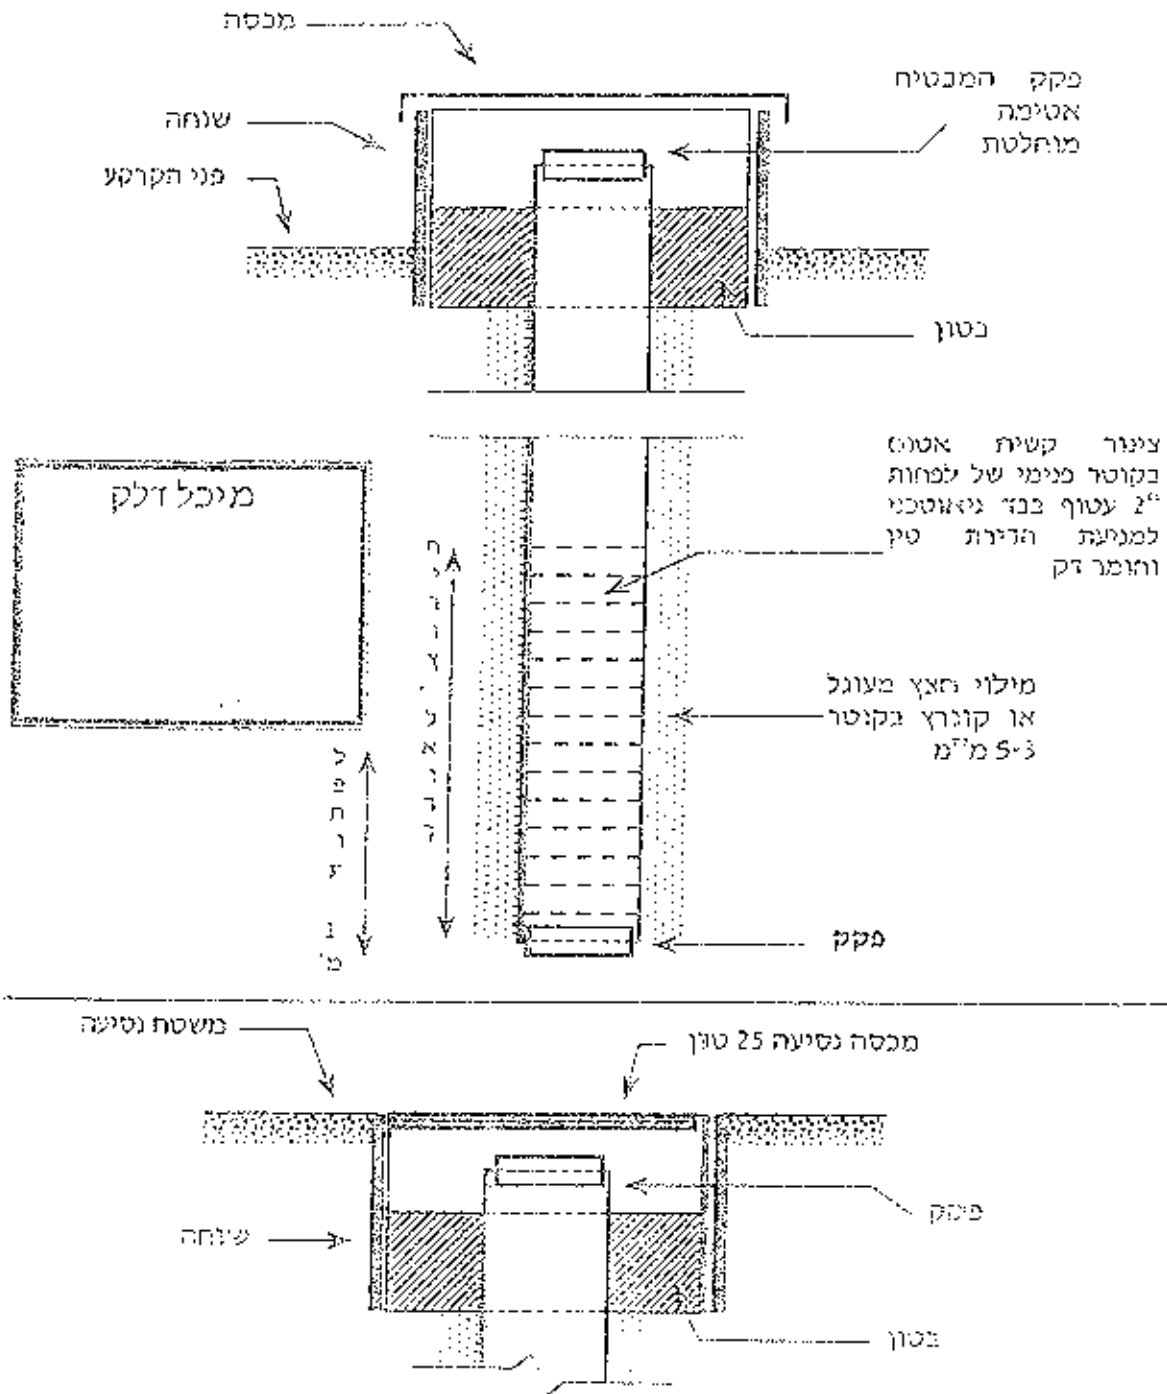 מכסה
פקק המבטיח
אטימה
מוחלטת
שוחה
פני הקרקע
בטון
צינור קשיח אטום
בקוטר פנימי של לפחות
2" עטוף בבד גיאוטכני
למניעת חדירת טין
וחומר דק
מיכל דלק
מילוי חצץ מעוגל
או קוורץ בקוטר
5-3 מ"מ
לפחות 1 מ'
פקק
משטח נסיעה
מכסה נסיעה 25 טון
פקק
שוחה
בטון